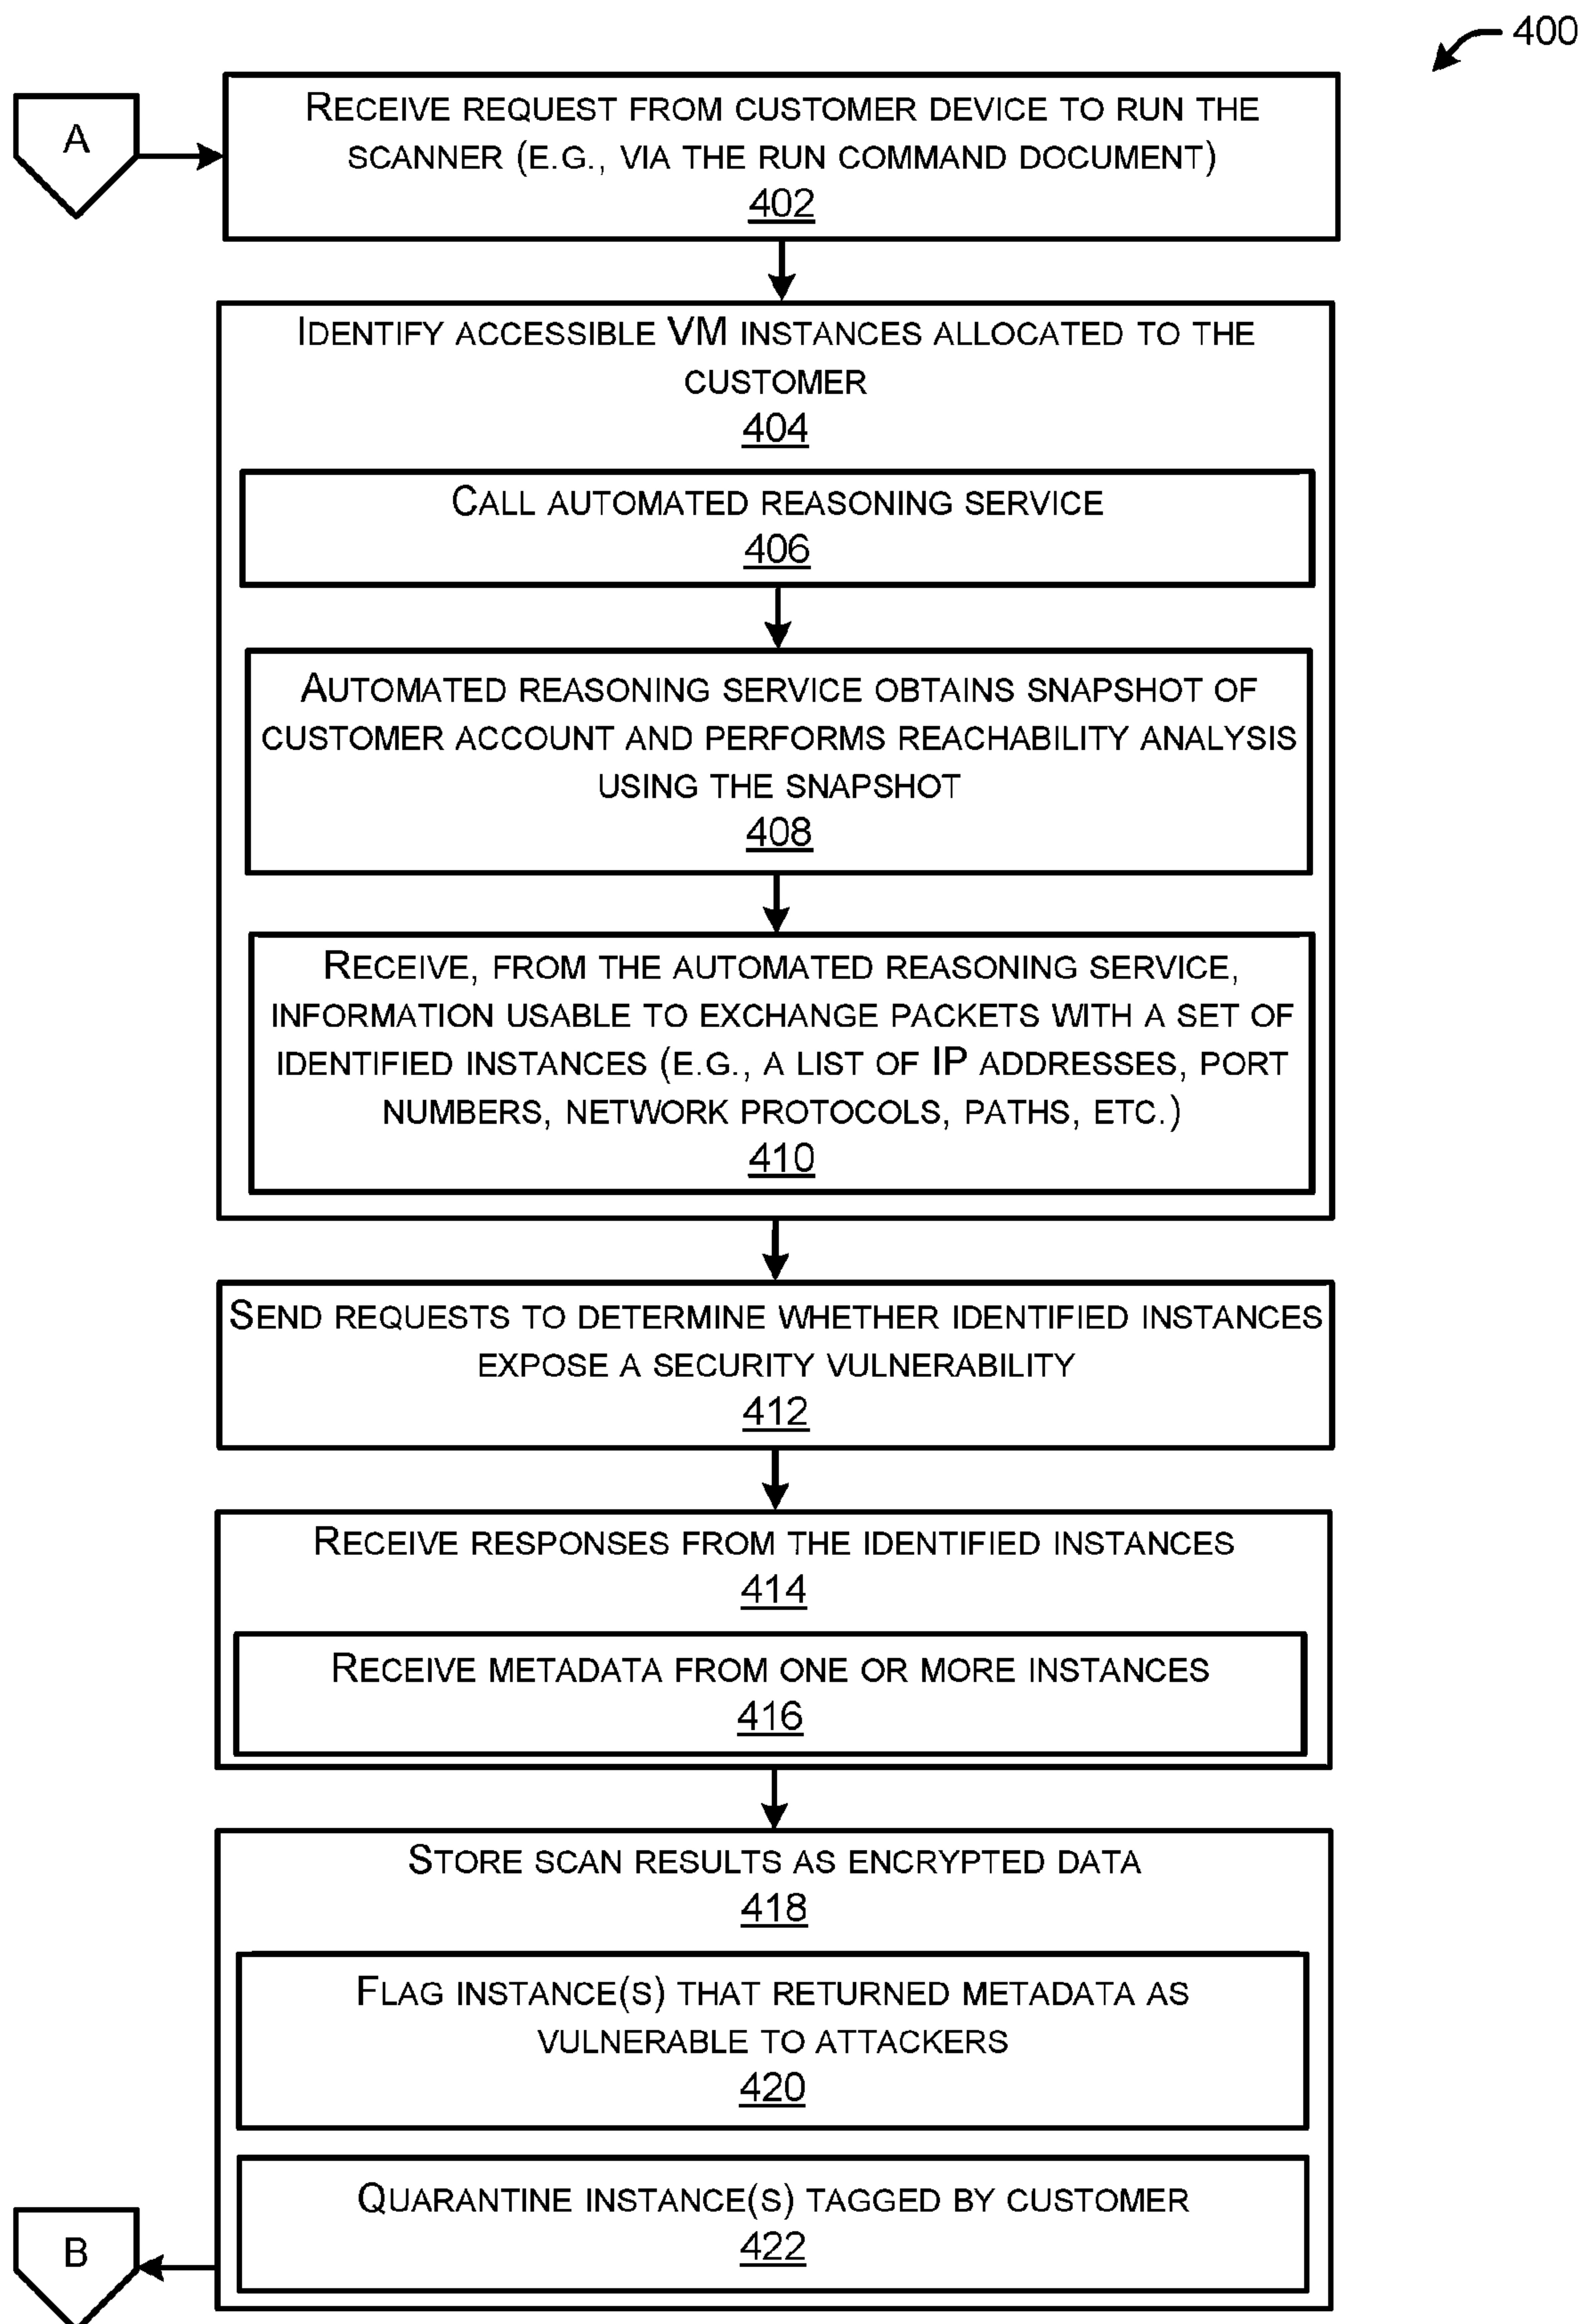 400
A
RECEIVE REQUEST FROM CUSTOMER DEVICE TO RUN THE
SCANNER (E.G., VIA THE RUN COMMAND DOCUMENT)
402
IDENTIFY ACCESSIBLE VM INSTANCES ALLOCATED TO THE
CUSTOMER
404
CALL AUTOMATED REASONING SERVICE
406
AUTOMATED REASONING SERVICE OBTAINS SNAPSHOT OF
CUSTOMER ACCOUNT AND PERFORMS REACHABILITY ANALYSIS
USING THE SNAPSHOT
408
RECEIVE, FROM THE AUTOMATED REASONING SERVICE,
INFORMATION USABLE TO EXCHANGE PACKETS WITH A SET OF
IDENTIFIED INSTANCES (E.G., A LIST OF IP ADDRESSES, PORT
NUMBERS, NETWORK PROTOCOLS, PATHS, ETC.)
410
SEND REQUESTS TO DETERMINE WHETHER IDENTIFIED INSTANCES
EXPOSE A SECURITY VULNERABILITY
412
RECEIVE RESPONSES FROM THE IDENTIFIED INSTANCES
414
RECEIVE METADATA FROM ONE OR MORE INSTANCES
416
STORE SCAN RESULTS AS ENCRYPTED DATA
418
FLAG INSTANCE(S) THAT RETURNED METADATA AS
VULNERABLE TO ATTACKERS
420
QUARANTINE INSTANCE(S) TAGGED BY CUSTOMER
422
B